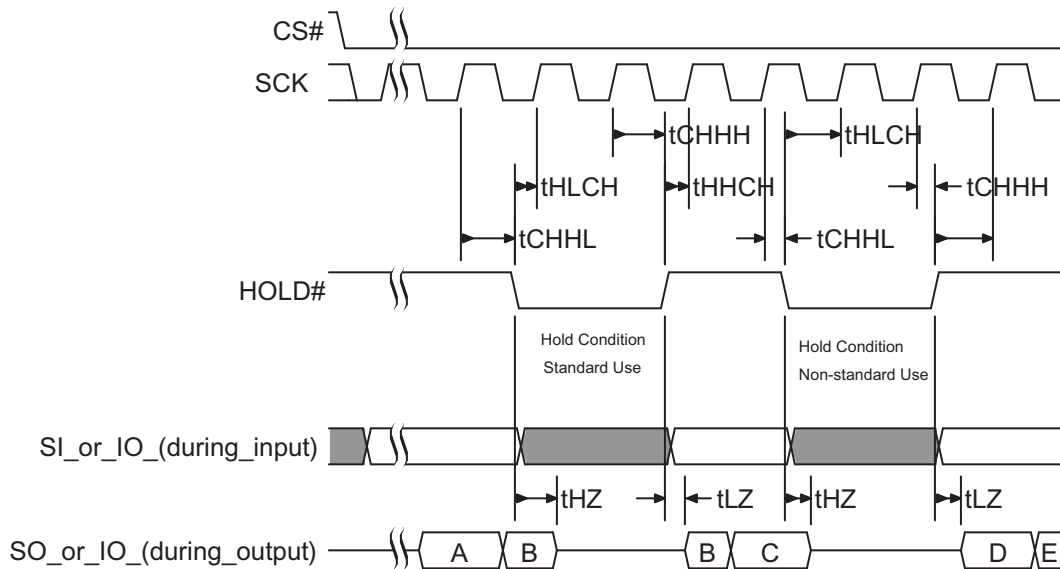 CS#
SCK
tCHHH
tHLCH
tHLCH
tHHCH
tCHHH
tCHHL
tCHHL
HOLD#
Hold Condition
Standard Use
Hold Condition
Non-standard Use
SI_or_IO_(during_input)
tHZ
tLZ
tHZ
tLZ
SO_or_IO_(during_output)
A
B
B
C
D
E